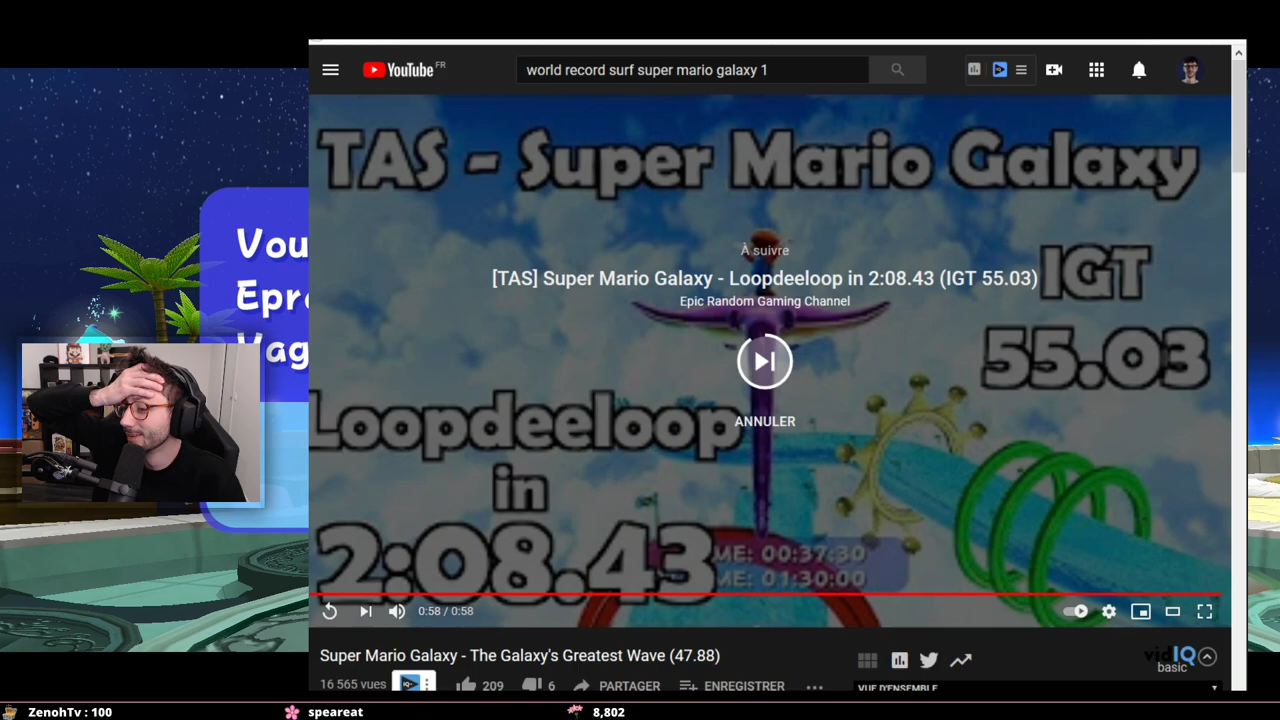 YouTube FR
world record surf super mario galaxy 1
TAS - Super Mario Galaxy
À suivre
[TAS] Super Mario Galaxy - Loopdeeloop in 2:08.43 (IGT 55.03)
Epic Random Gaming Channel
IGT
55.03
Vou
Epr
Vag
Loopdeeloop
in
2:08.43
ANNULER
ME: 00:37:30
ME: 01:30:00
0:58 / 0:58
Super Mario Galaxy - The Galaxy's Greatest Wave (47.88)
vidIQ
basic
16 565 vues
209
6
PARTAGER
ENREGISTRER
VUE D'ENSEMBLE
ZenohTv : 100
speareat
8,802